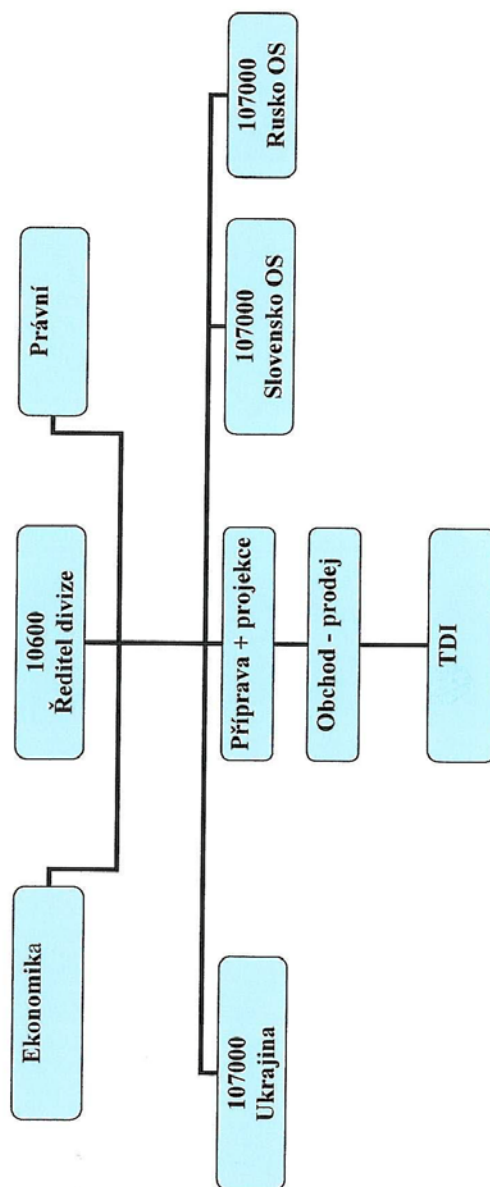 10600
Ředitel divize
Ekonomika
Právní
107000
Ukrajina
Příprava + projekce
107000
Slovensko OS
107000
Rusko OS
Obchod - prodej
TDI